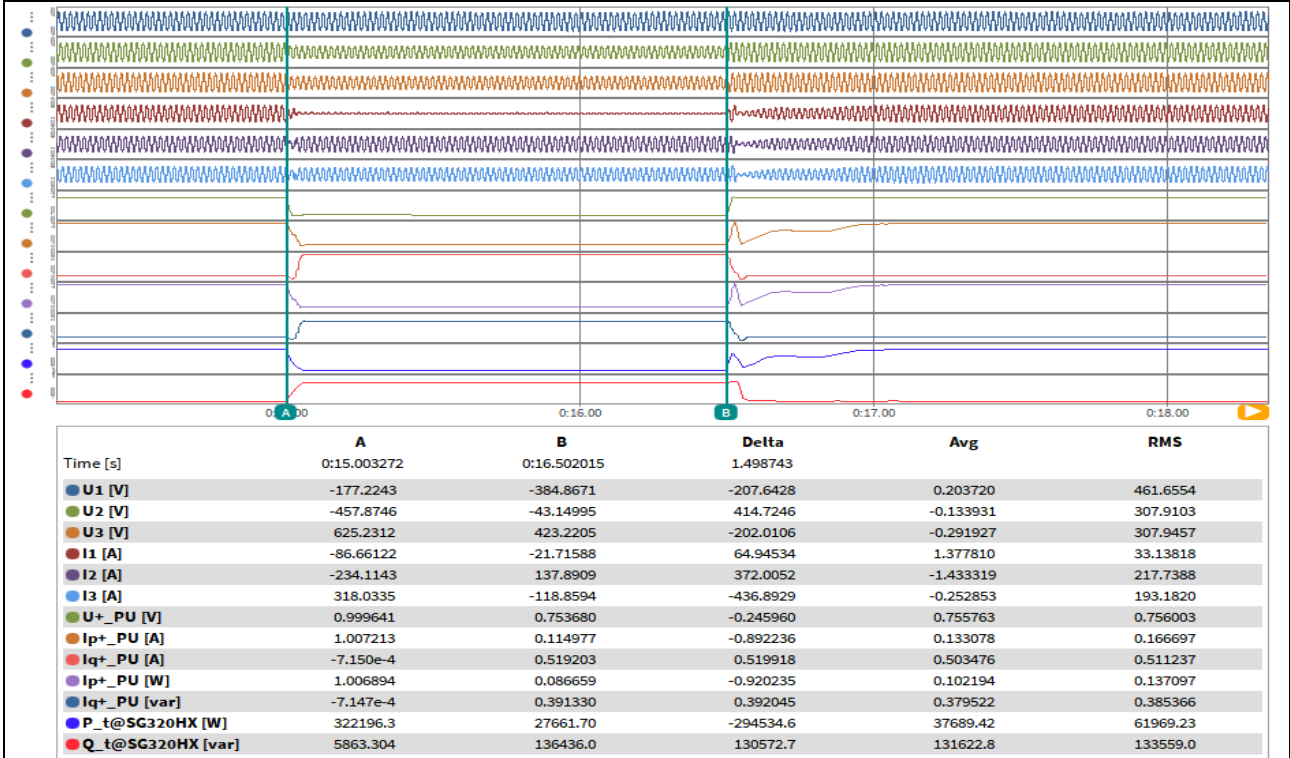 0:16.00 0:17.00 0:18.00
A B
A B Delta Avg RMS
Time [s] 0:15.003272 0:16.502015 1.498743
U1 [V] -177.2243 -384.8671 -207.6428 0.203720 461.6554
U2 [V] -457.8746 -43.14995 414.7246 -0.133931 307.9103
U3 [V] 625.2312 423.2205 -202.0106 -0.291927 307.9457
I1 [A] -86.66122 -21.71588 64.94534 1.377810 33.13818
I2 [A] -234.1143 137.8909 372.0052 -1.433319 217.7388
I3 [A] 318.0335 -118.8594 -436.8929 -0.252853 193.1820
U+_PU [V] 0.999641 0.753680 -0.245960 0.755763 0.756003
Ip+_PU [A] 1.007213 0.114977 -0.892236 0.133078 0.166697
Iq+_PU [A] -7.150e-4 0.519203 0.519918 0.503476 0.511237
Ip+_PU [W] 1.006894 0.086659 -0.920235 0.102194 0.137097
Iq+_PU [var] -7.147e-4 0.391330 0.392045 0.379522 0.385366
P_t@SG320HX [W] 322196.3 27661.70 -294534.6 37689.42 61969.23
Q_t@SG320HX [var] 5863.304 136436.0 130572.7 131622.8 133559.0